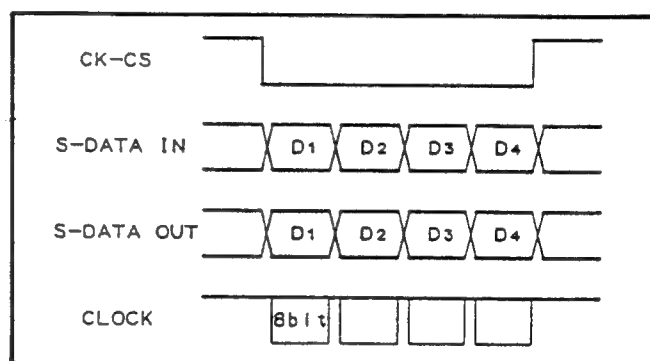 CK-CS
S-DATA IN D1 D2 D3 D4
S-DATA OUT D1 D2 D3 D4
CLOCK 8bit